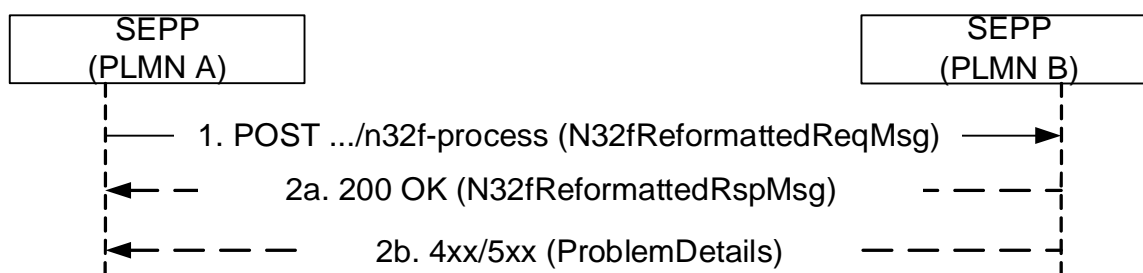 SEPP
(PLMN A)
SEPP
(PLMN B)
1. POST .../n32f-process (N32fReformattedReqMsg)
2a. 200 OK (N32fReformattedRspMsg)
2b. 4xx/5xx (ProblemDetails)